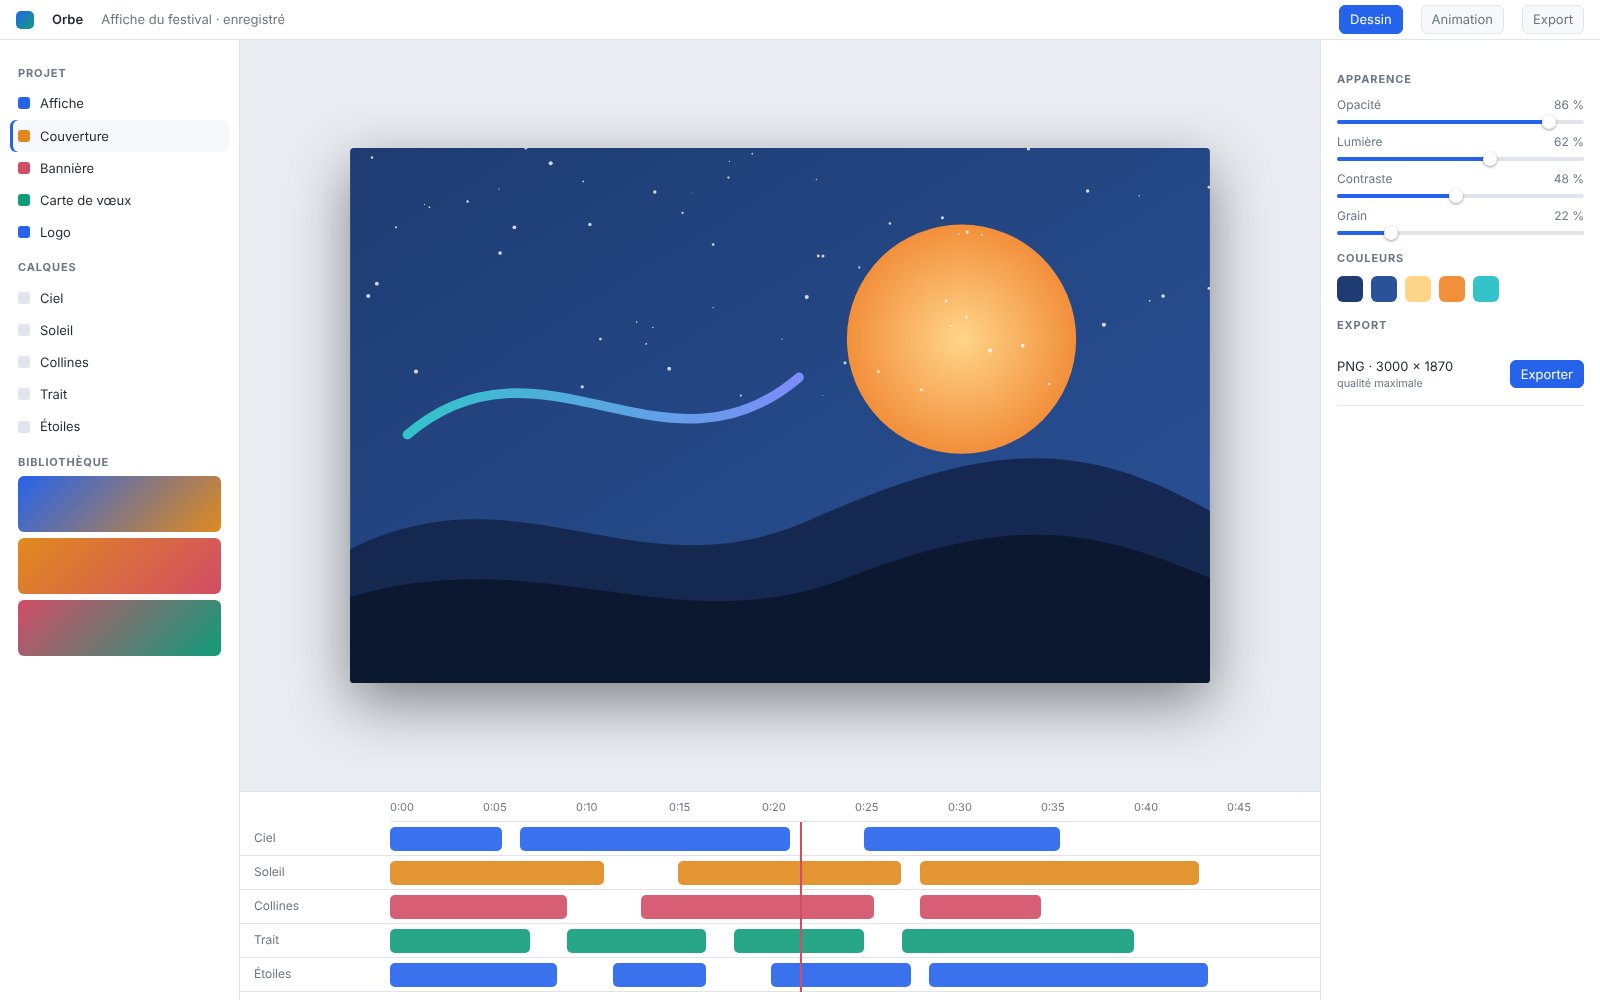 Orbe
Affiche du festival · enregistré
Dessin
Animation
Export
PROJET
Affiche
Couverture
Bannière
Carte de vœux
Logo
CALQUES
Ciel
Soleil
Collines
Trait
Étoiles
BIBLIOTHÈQUE
APPARENCE
Opacité 86 %
Lumière 62 %
Contraste 48 %
Grain 22 %
COULEURS
EXPORT
PNG · 3000 × 1870
qualité maximale
Exporter
0:00 0:05 0:10 0:15 0:20 0:25 0:30 0:35 0:40 0:45
Ciel
Soleil
Collines
Trait
Étoiles